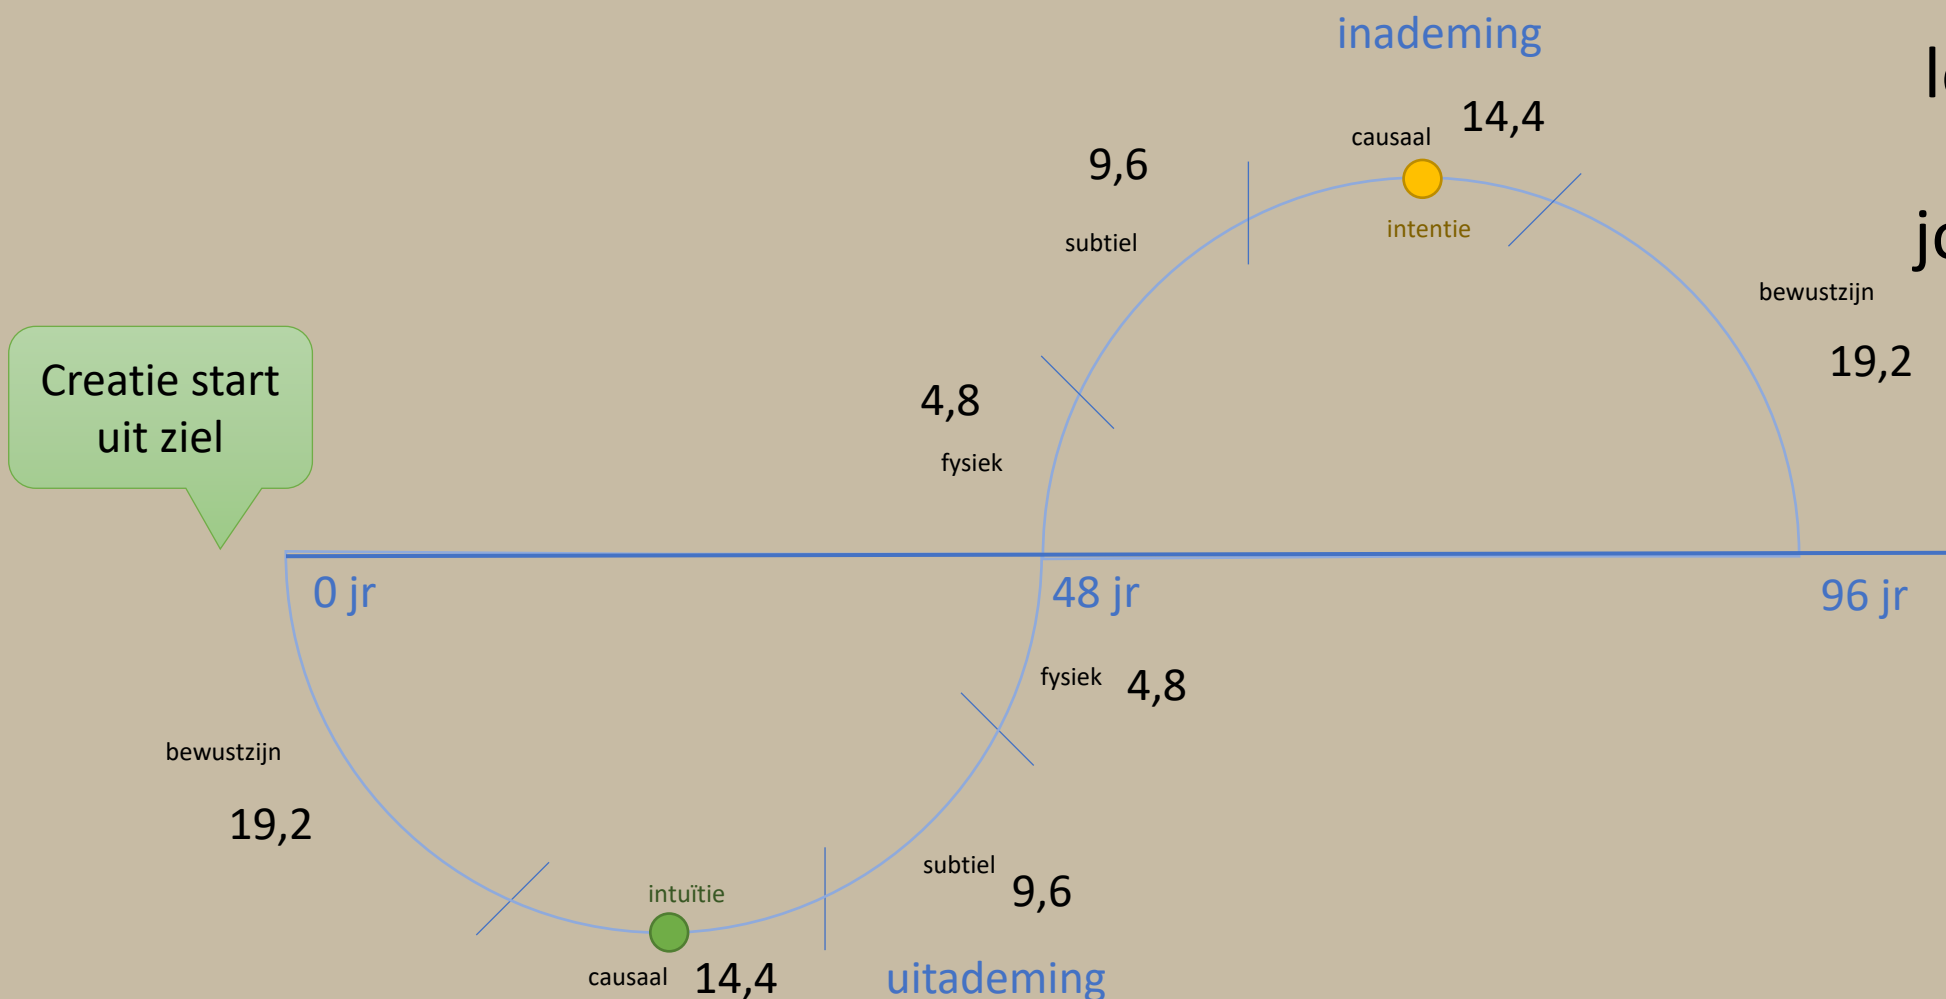 inademing
causaal
14,4
9,6
intentie
subtiel
bewustzijn
19,2
Creatie start
uit ziel
4,8
fysiek
0 jr
48 jr
96 jr
fysiek
4,8
bewustzijn
19,2
subtiel
9,6
intuïtie
causaal
14,4
uitademing